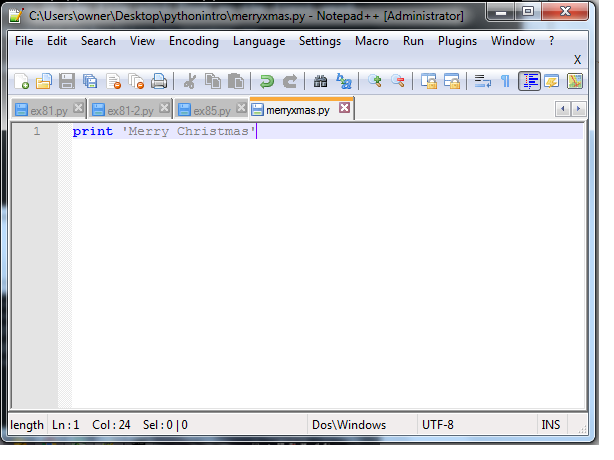 C:\Users\owner\Desktop\pythonintro\merryxmas.py - Notepad++ [Administrator]
File Edit Search View Encoding Language Settings Macro Run Plugins Window ?
X
ex81.py ex81-2.py ex85.py merryxmas.py
1 print 'Merry Christmas'
length Ln : 1 Col : 24 Sel : 0 | 0 Dos\Windows UTF-8 INS